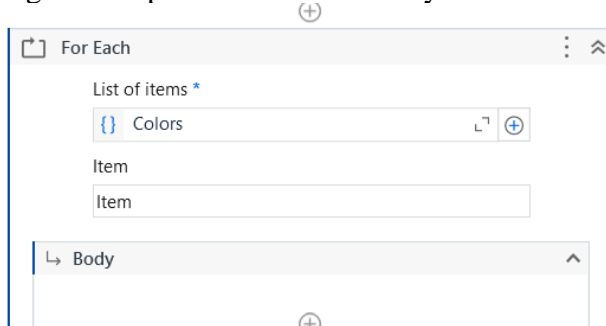 For Each
List of items *
{} Colors
Item
Item
Body